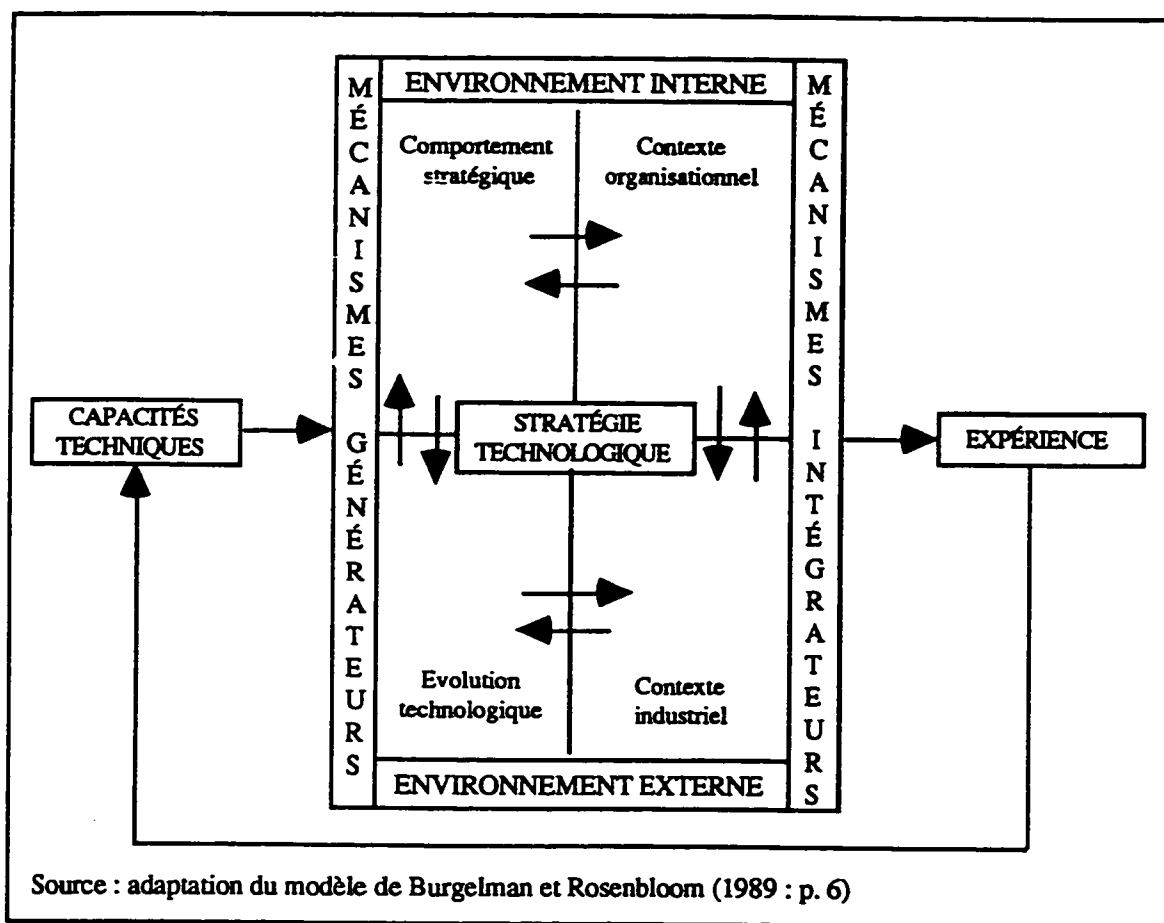 ENVIRONNEMENT INTERNE
MÉCANISMES GÉNÉRATEURS
MÉCANISMES INTÉGRATEURS
Comportement
stratégique
Contexte
organisationnel
CAPACITÉS
TECHNIQUES
STRATÉGIE
TECHNOLOGIQUE
EXPÉRIENCE
Evolution
technologique
Contexte
industriel
ENVIRONNEMENT EXTERNE
Source : adaptation du modèle de Burgelman et Rosenbloom (1989 : p. 6)